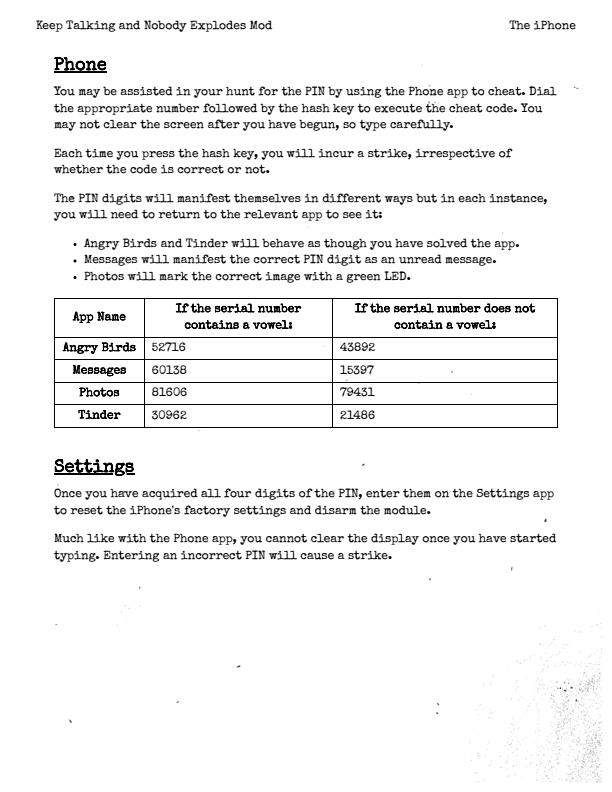 Keep Talking and Nobody Explodes Mod The iPhone
Phone
You may be assisted in your hunt for the PIN by using the Phone app to cheat. Dial
the appropriate number followed by the hash key to execute the cheat code. You
may not clear the screen after you have begun, so type carefully.
Each time you press the hash key, you will incur a strike, irrespective of
whether the code is correct or not.
The PIN digits will manifest themselves in different ways but in each instance,
you will need to return to the relevant app to see it:
• Angry Birds and Tinder will behave as though you have solved the app.
• Messages will manifest the correct PIN digit as an unread message.
• Photos will mark the correct image with a green LED.
App Name If the serial number contains a vowel: If the serial number does not contain a vowel:
Angry Birds 52716 43892
Messages 60138 15397
Photos 81606 79431
Tinder 30962 21486
Settings
Once you have acquired all four digits of the PIN, enter them on the Settings app
to reset the iPhone's factory settings and disarm the module.
Much like with the Phone app, you cannot clear the display once you have started
typing. Entering an incorrect PIN will cause a strike.